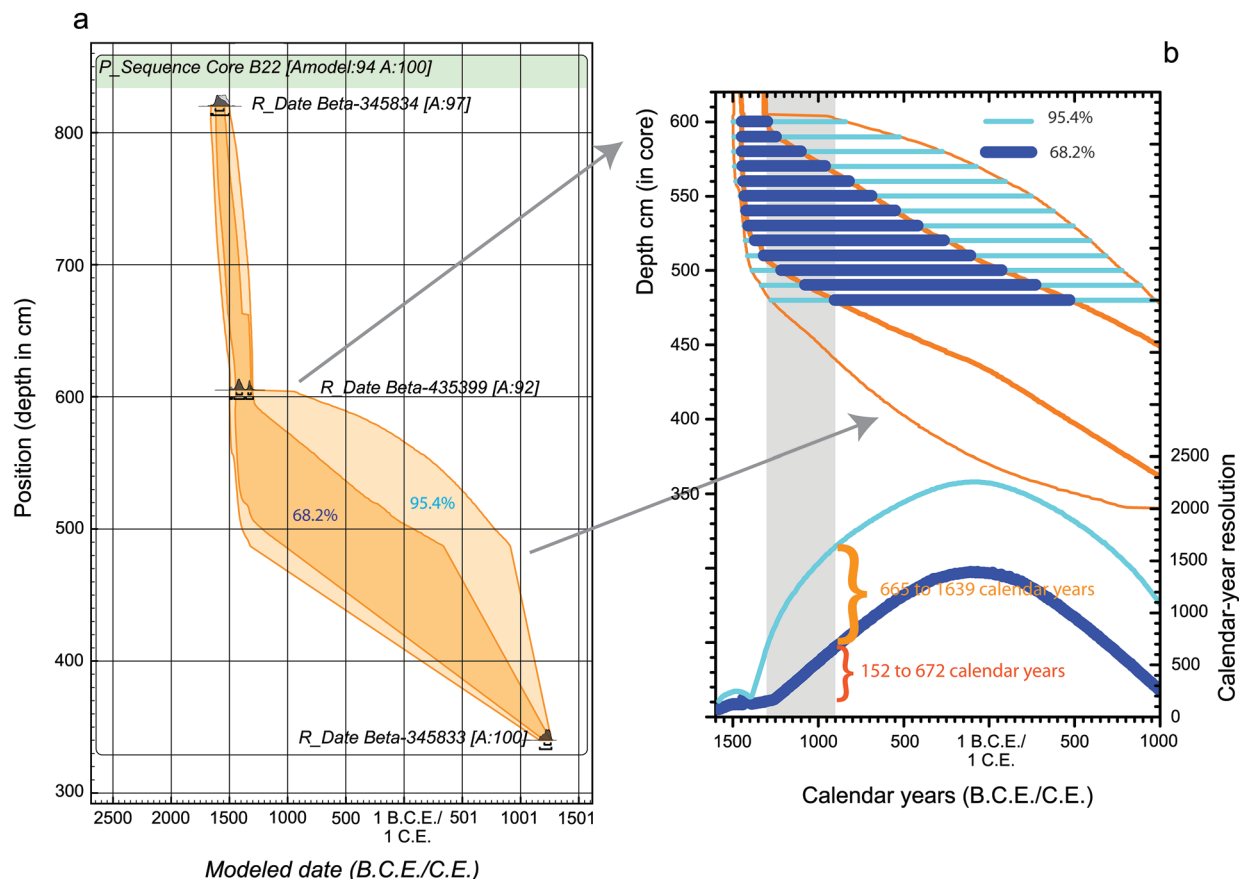 a
P_Sequence Core B22 [Amodel:94 A:100]
R_Date Beta-345834 [A:97]
R_Date Beta-435399 [A:92]
68.2%
95.4%
R_Date Beta-345833 [A:100]
Position (depth in cm)
800
700
600
500
400
300
2500
2000
1500
1000
500
1 B.C.E./
1 C.E.
501
1001
1501
Modeled date (B.C.E./C.E.)
b
95.4%
68.2%
Depth cm (in core)
600
550
500
450
400
350
2500
2000
1500
1000
500
0
Calendar-year resolution
665 to 1639 calendar years
152 to 672 calendar years
1500
1000
500
1 B.C.E./
1 C.E.
500
1000
Calendar years (B.C.E./C.E.)